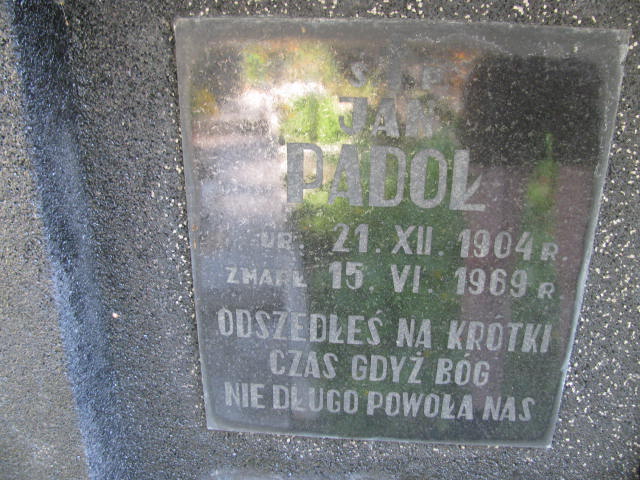 Ś.P.
JAN
PADOŁ
UR. 21. XII. 1904 R.
ZMARŁ 15. VI. 1969 R
ODSZEDŁEŚ NA KRÓTKI
CZAS GDYŻ BÓG
NIE DŁUGO POWOŁA NAS